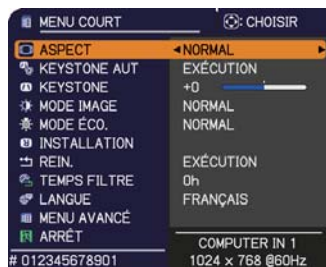 MENU COURT : CHOISIR
ASPECT NORMAL
KEYSTONE AUT EXÉCUTION
KEYSTONE +0
MODE IMAGE NORMAL
MODE ÉCO. NORMAL
INSTALLATION
REIN. EXÉCUTION
TEMPS FILTRE 0h
LANGUE FRANÇAIS
MENU AVANCÉ
ARRÊT COMPUTER IN 1
# 012345678901 1024 x 768 @60Hz